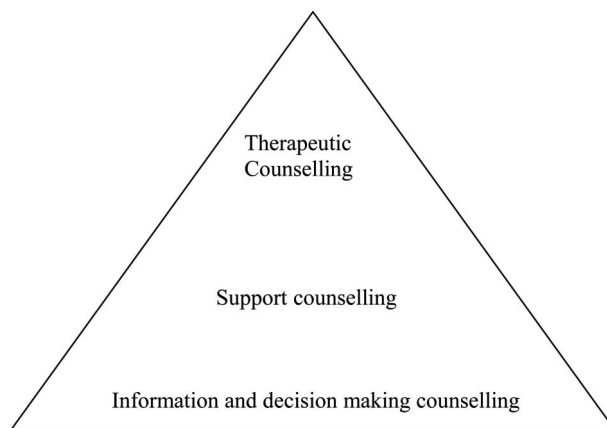 Therapeutic
Counselling
Support counselling
Information and decision making counselling